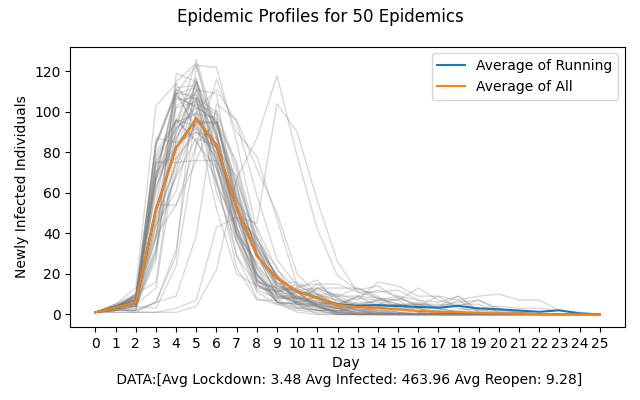 Epidemic Profiles for 50 Epidemics
Average of Running
Average of All
Newly Infected Individuals
120
100
80
60
40
20
0
0 1 2 3 4 5 6 7 8 9 10 11 12 13 14 15 16 17 18 19 20 21 22 23 24 25
Day
DATA:[Avg Lockdown: 3.48 Avg Infected: 463.96 Avg Reopen: 9.28]